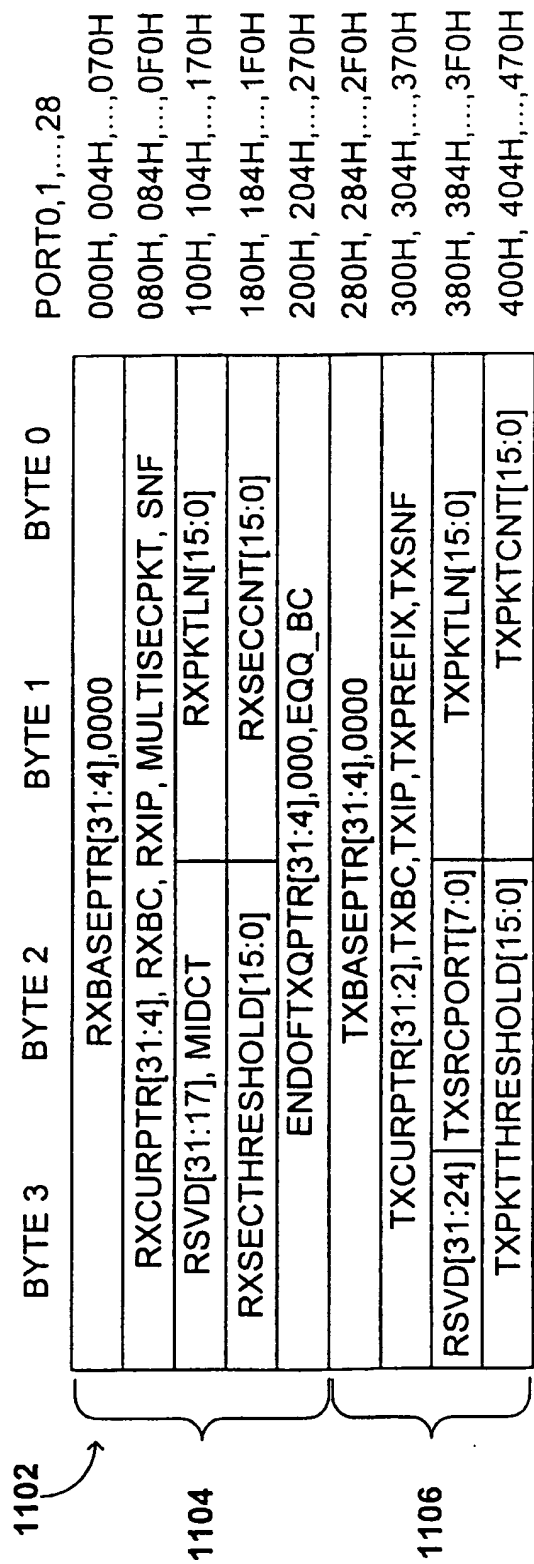 1102
BYTE 3 BYTE 2 BYTE 1 BYTE 0 PORT0,1,...,28
1104
RXBASEPTR[31:4],0000 000H, 004H,...,070H
RXCURPTR[31:4], RXBC, RXIP, MULTISECPKT, SNF 080H, 084H,...,0F0H
RSVD[31:17], MIDCT RXPKTLN[15:0] 100H, 104H,...,170H
RXSECTHRESHOLD[15:0] RXSECCNT[15:0] 180H, 184H,...,1F0H
ENDOFTXQPTR[31:4],000,EQQ_BC 200H, 204H,...,270H
1106
TXBASEPTR[31:4],0000 280H, 284H,...,2F0H
TXCURPTR[31:2],TXBC,TXIP,TXPREFIX,TXSNF 300H, 304H,...,370H
RSVD[31:24] TXSRCPORT[7:0] TXPKTLN[15:0] 380H, 384H,...,3F0H
TXPKTTHRESHOLD[15:0] TXPKTCNT[15:0] 400H, 404H,...,470H